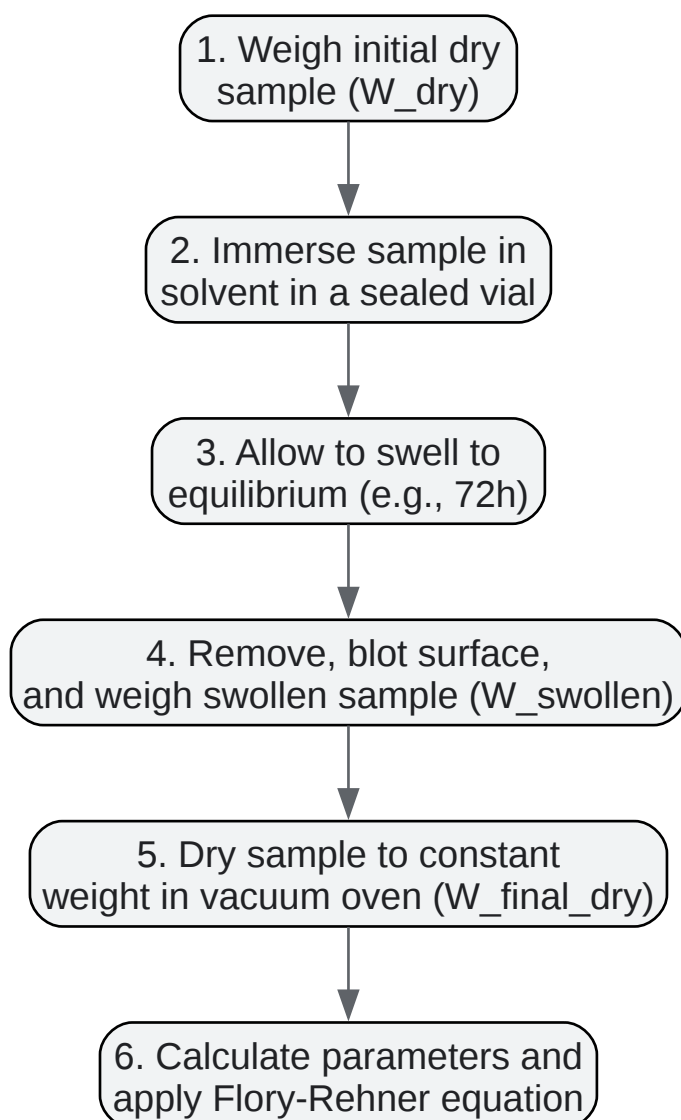 1. Weigh initial dry
sample (W_dry)
2. Immerse sample in
solvent in a sealed vial
3. Allow to swell to
equilibrium (e.g., 72h)
4. Remove, blot surface,
and weigh swollen sample (W_swollen)
5. Dry sample to constant
weight in vacuum oven (W_final_dry)
6. Calculate parameters and
apply Flory-Rehner equation